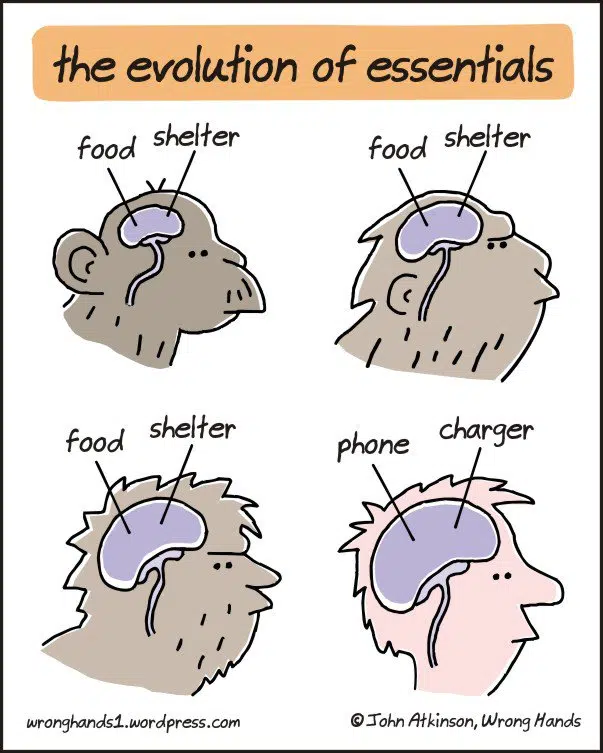 the evolution of essentials
food shelter
food shelter
food shelter
phone charger
wronghands1.wordpress.com
© John Atkinson, Wrong Hands